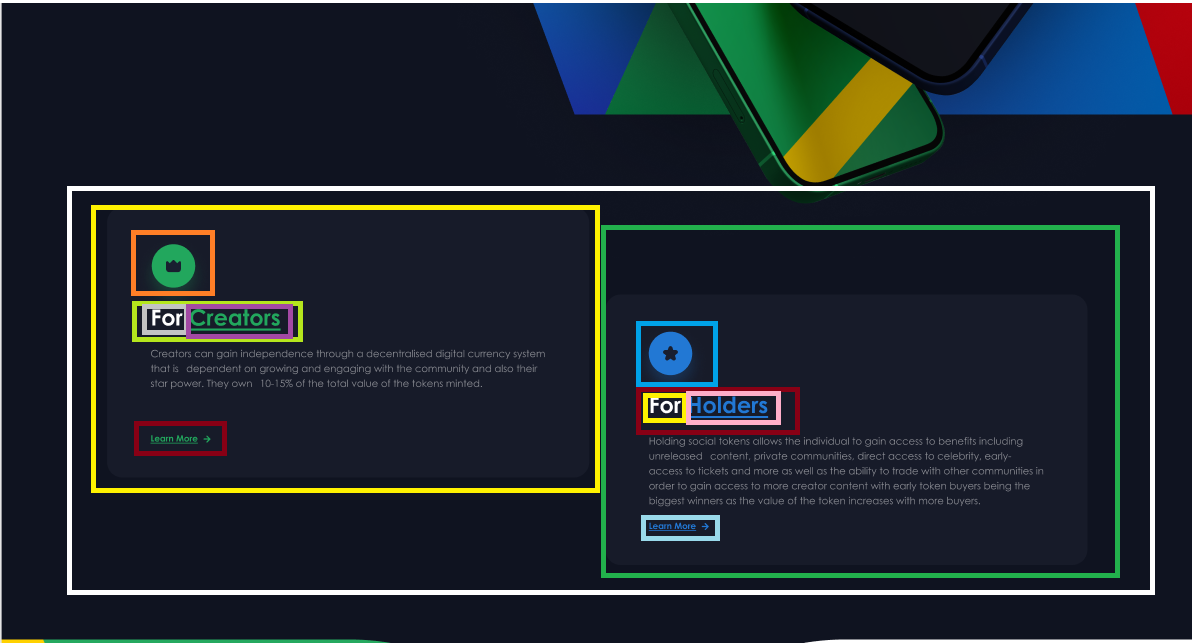 For Creators
Creators can gain independence through a decentralised digital currency system
that is dependent on growing and engaging with the community and also their
star power. They own 10-15% of the total value of the tokens minted.
Learn More →
For Holders
Holding social tokens allows the individual to gain access to benefits including
unreleased content, private communities, direct access to celebrity, early-
access to tickets and more as well as the ability to trade with other communities in
order to gain access to more creator content with early token buyers being the
biggest winners as the value of the token increases with more buyers.
Learn More →